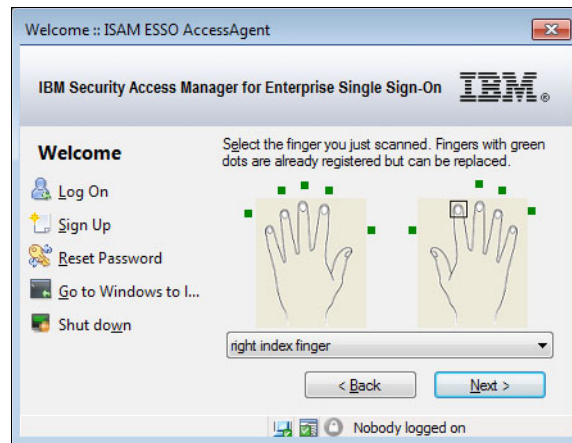 Welcome :: ISAM ESSO AccessAgent
IBM Security Access Manager for Enterprise Single Sign-On
IBM®
Welcome
Log On
Sign Up
Reset Password
Go to Windows to l...
Shut down
Select the finger you just scanned. Fingers with green
dots are already registered but can be replaced.
right index finger
< Back
Next >
Nobody logged on